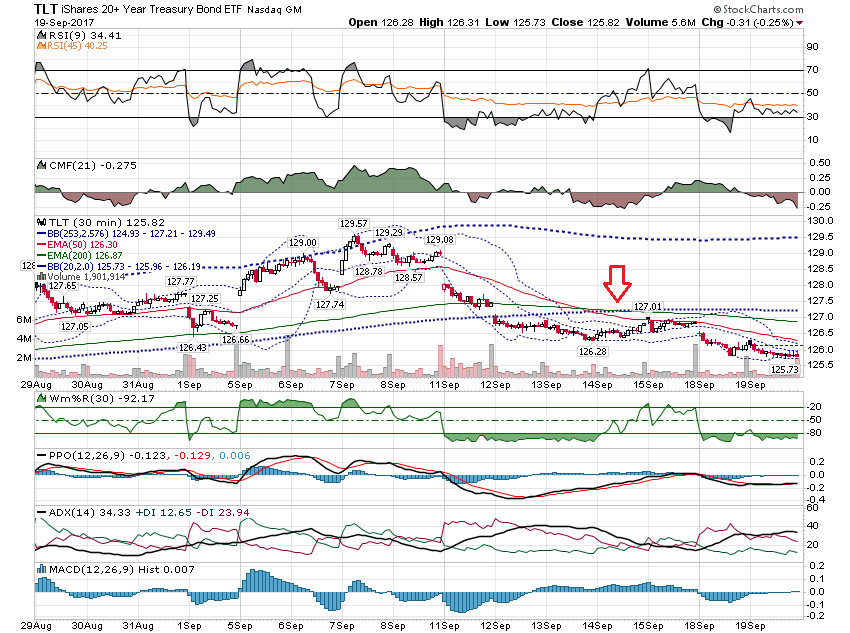 TLT iShares 20+ Year Treasury Bond ETF Nasdaq GM © StockCharts.com
19-Sep-2017 Open 126.28 High 126.31 Low 125.73 Close 125.82 Volume 5.6M Chg -0.31 (-0.25%)
RSI(9) 34.41
RSI(45) 40.25
90
70
50
30
10
CMF(21) -0.275
0.50
0.25
0.00
-0.25
TLT (30 min) 125.82
BB(253,2.576) 124.93 - 127.21 - 129.49
EMA(50) 126.30
EMA(200) 126.87
BB(20,2.0) 125.73 - 125.96 - 126.19
Volume 1,901,914
130.0
129.5
129.0
128.5
128.0
127.5
127.0
126.5
126.0
125.5
6M
4M
2M
128
127.65
127.05
127.77
127.25
126.43
126.66
129.00
127.74
129.57
128.78
129.29
128.57
129.08
126.28
127.01
125.73
29Aug 30Aug 31Aug 1Sep 5Sep 6Sep 7Sep 8Sep 11Sep 12Sep 13Sep 14Sep 15Sep 18Sep 19Sep
Wm%R(30) -92.17
-20
-50
-80
PPO(12,26,9) -0.123, -0.129, 0.006
0.2
0.0
-0.2
-0.4
ADX(14) 34.33 +DI 12.65 -DI 23.94
60
40
20
MACD(12,26,9) Hist 0.007
0.2
0.1
0.0
-0.1
-0.2
29Aug 30Aug 31Aug 1Sep 5Sep 6Sep 7Sep 8Sep 11Sep 12Sep 13Sep 14Sep 15Sep 18Sep 19Sep